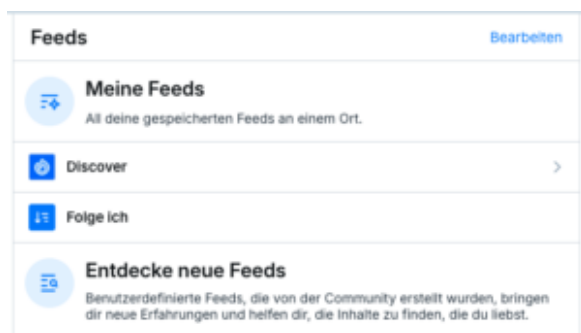 Feeds
Bearbeiten
Meine Feeds
All deine gespeicherten Feeds an einem Ort.
Discover
Folge ich
Entdecke neue Feeds
Benutzerdefinierte Feeds, die von der Community erstellt wurden, bringen
dir neue Erfahrungen und helfen dir, die Inhalte zu finden, die du liebst.